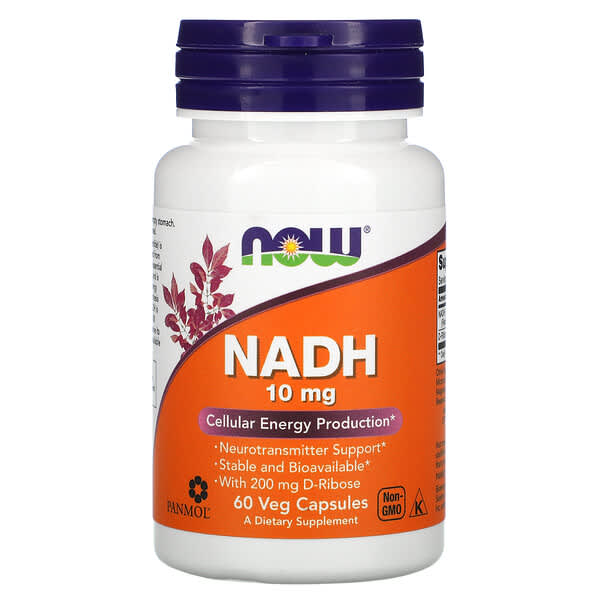 NOW®
NADH
10 mg
Cellular Energy Production*
• Neurotransmitter Support*
• Stable and Bioavailable*
• With 200 mg D-Ribose
60 Veg Capsules
A Dietary Supplement
PANMOL®
Non-
GMO
K
stomach.